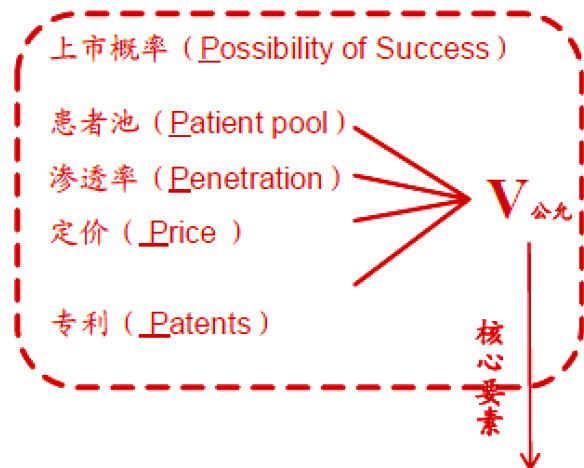 上市概率（Possibility of Success）
患者池（Patient pool）
渗透率（Penetration）
定价（ Price ）
专利（ Patents）
V公允
核心要素